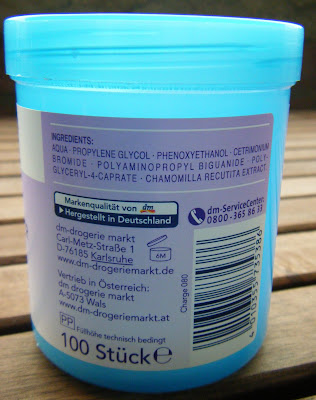 INGREDIENTS:
AQUA · PROPYLENE GLYCOL · PHENOXYETHANOL · CETRIMONIUM
BROMIDE · POLYAMINOPROPYL BIGUANIDE · POLY-
GLYCERYL-4-CAPRATE · CHAMOMILLA RECUTITA EXTRACT
Markenqualität von dm
Hergestellt in Deutschland
dm-drogerie markt
Carl-Metz-Straße 1
D-76185 Karlsruhe
www.dm-drogeriemarkt.de
6M
Vertrieb in Österreich:
dm drogerie markt
A-5073 Wals
www.dm-drogeriemarkt.at
PP Füllhöhe technisch bedingt
100 Stück e
Charge 080
dm-ServiceCenter:
0800-365 86 33